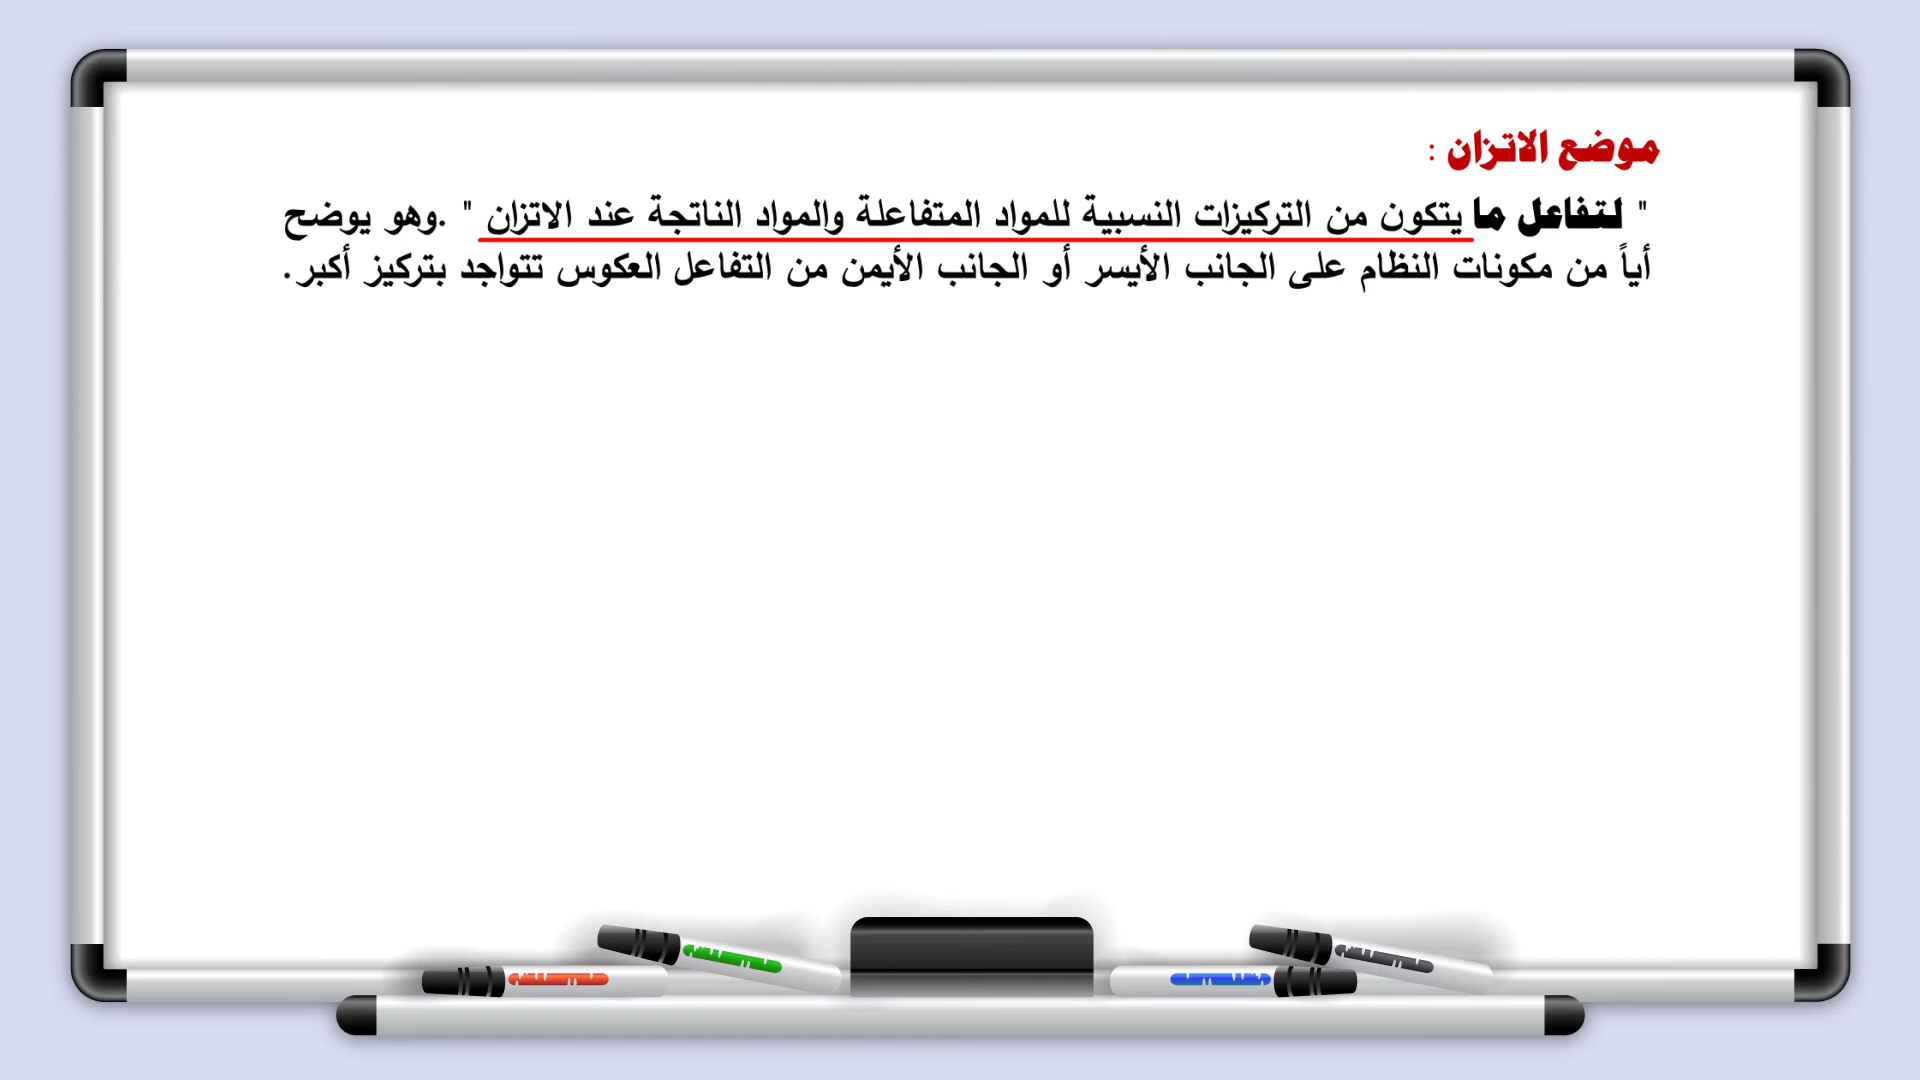 موضع الاتزان :
" لتفاعل ما يتكون من التركيزات النسبية للمواد المتفاعلة والمواد الناتجة عند الاتزان " .وهو يوضح
أياً من مكونات النظام على الجانب الأيسر أو الجانب الأيمن من التفاعل العكوس تتواجد بتركيز أكبر.